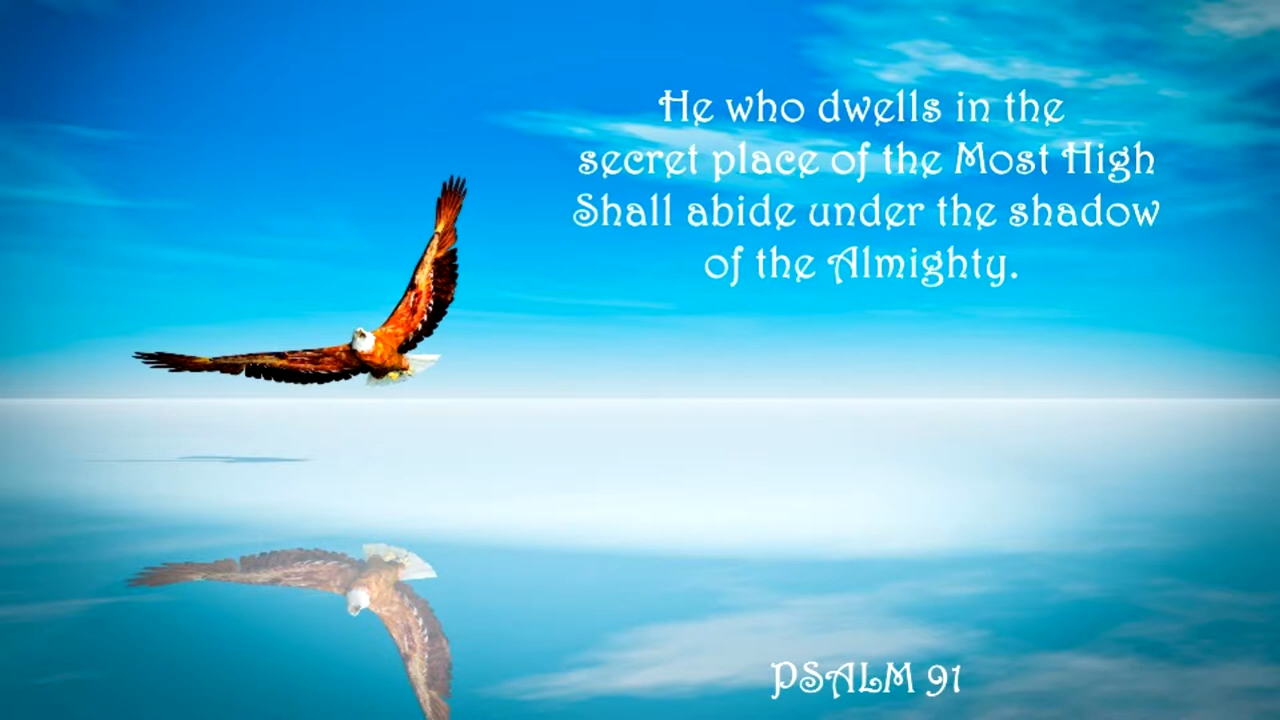 He who dwells in the
secret place of the Most High
Shall abide under the shadow
of the Almighty.
PSALM 91